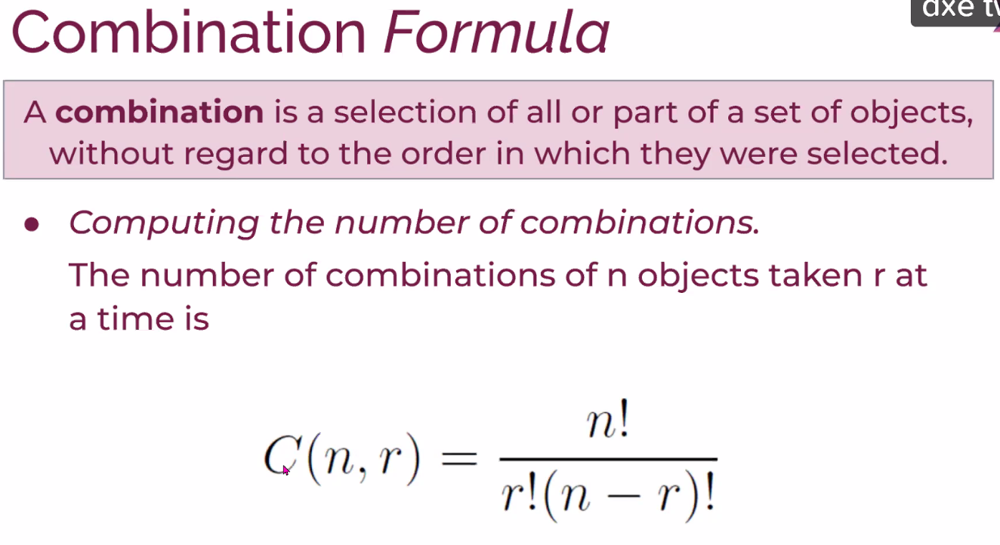 Combination Formula
dxe
A combination is a selection of all or part of a set of objects,
without regard to the order in which they were selected.
● Computing the number of combinations.
The number of combinations of n objects taken r at
a time is
C(n, r) = n! / r!(n − r)!